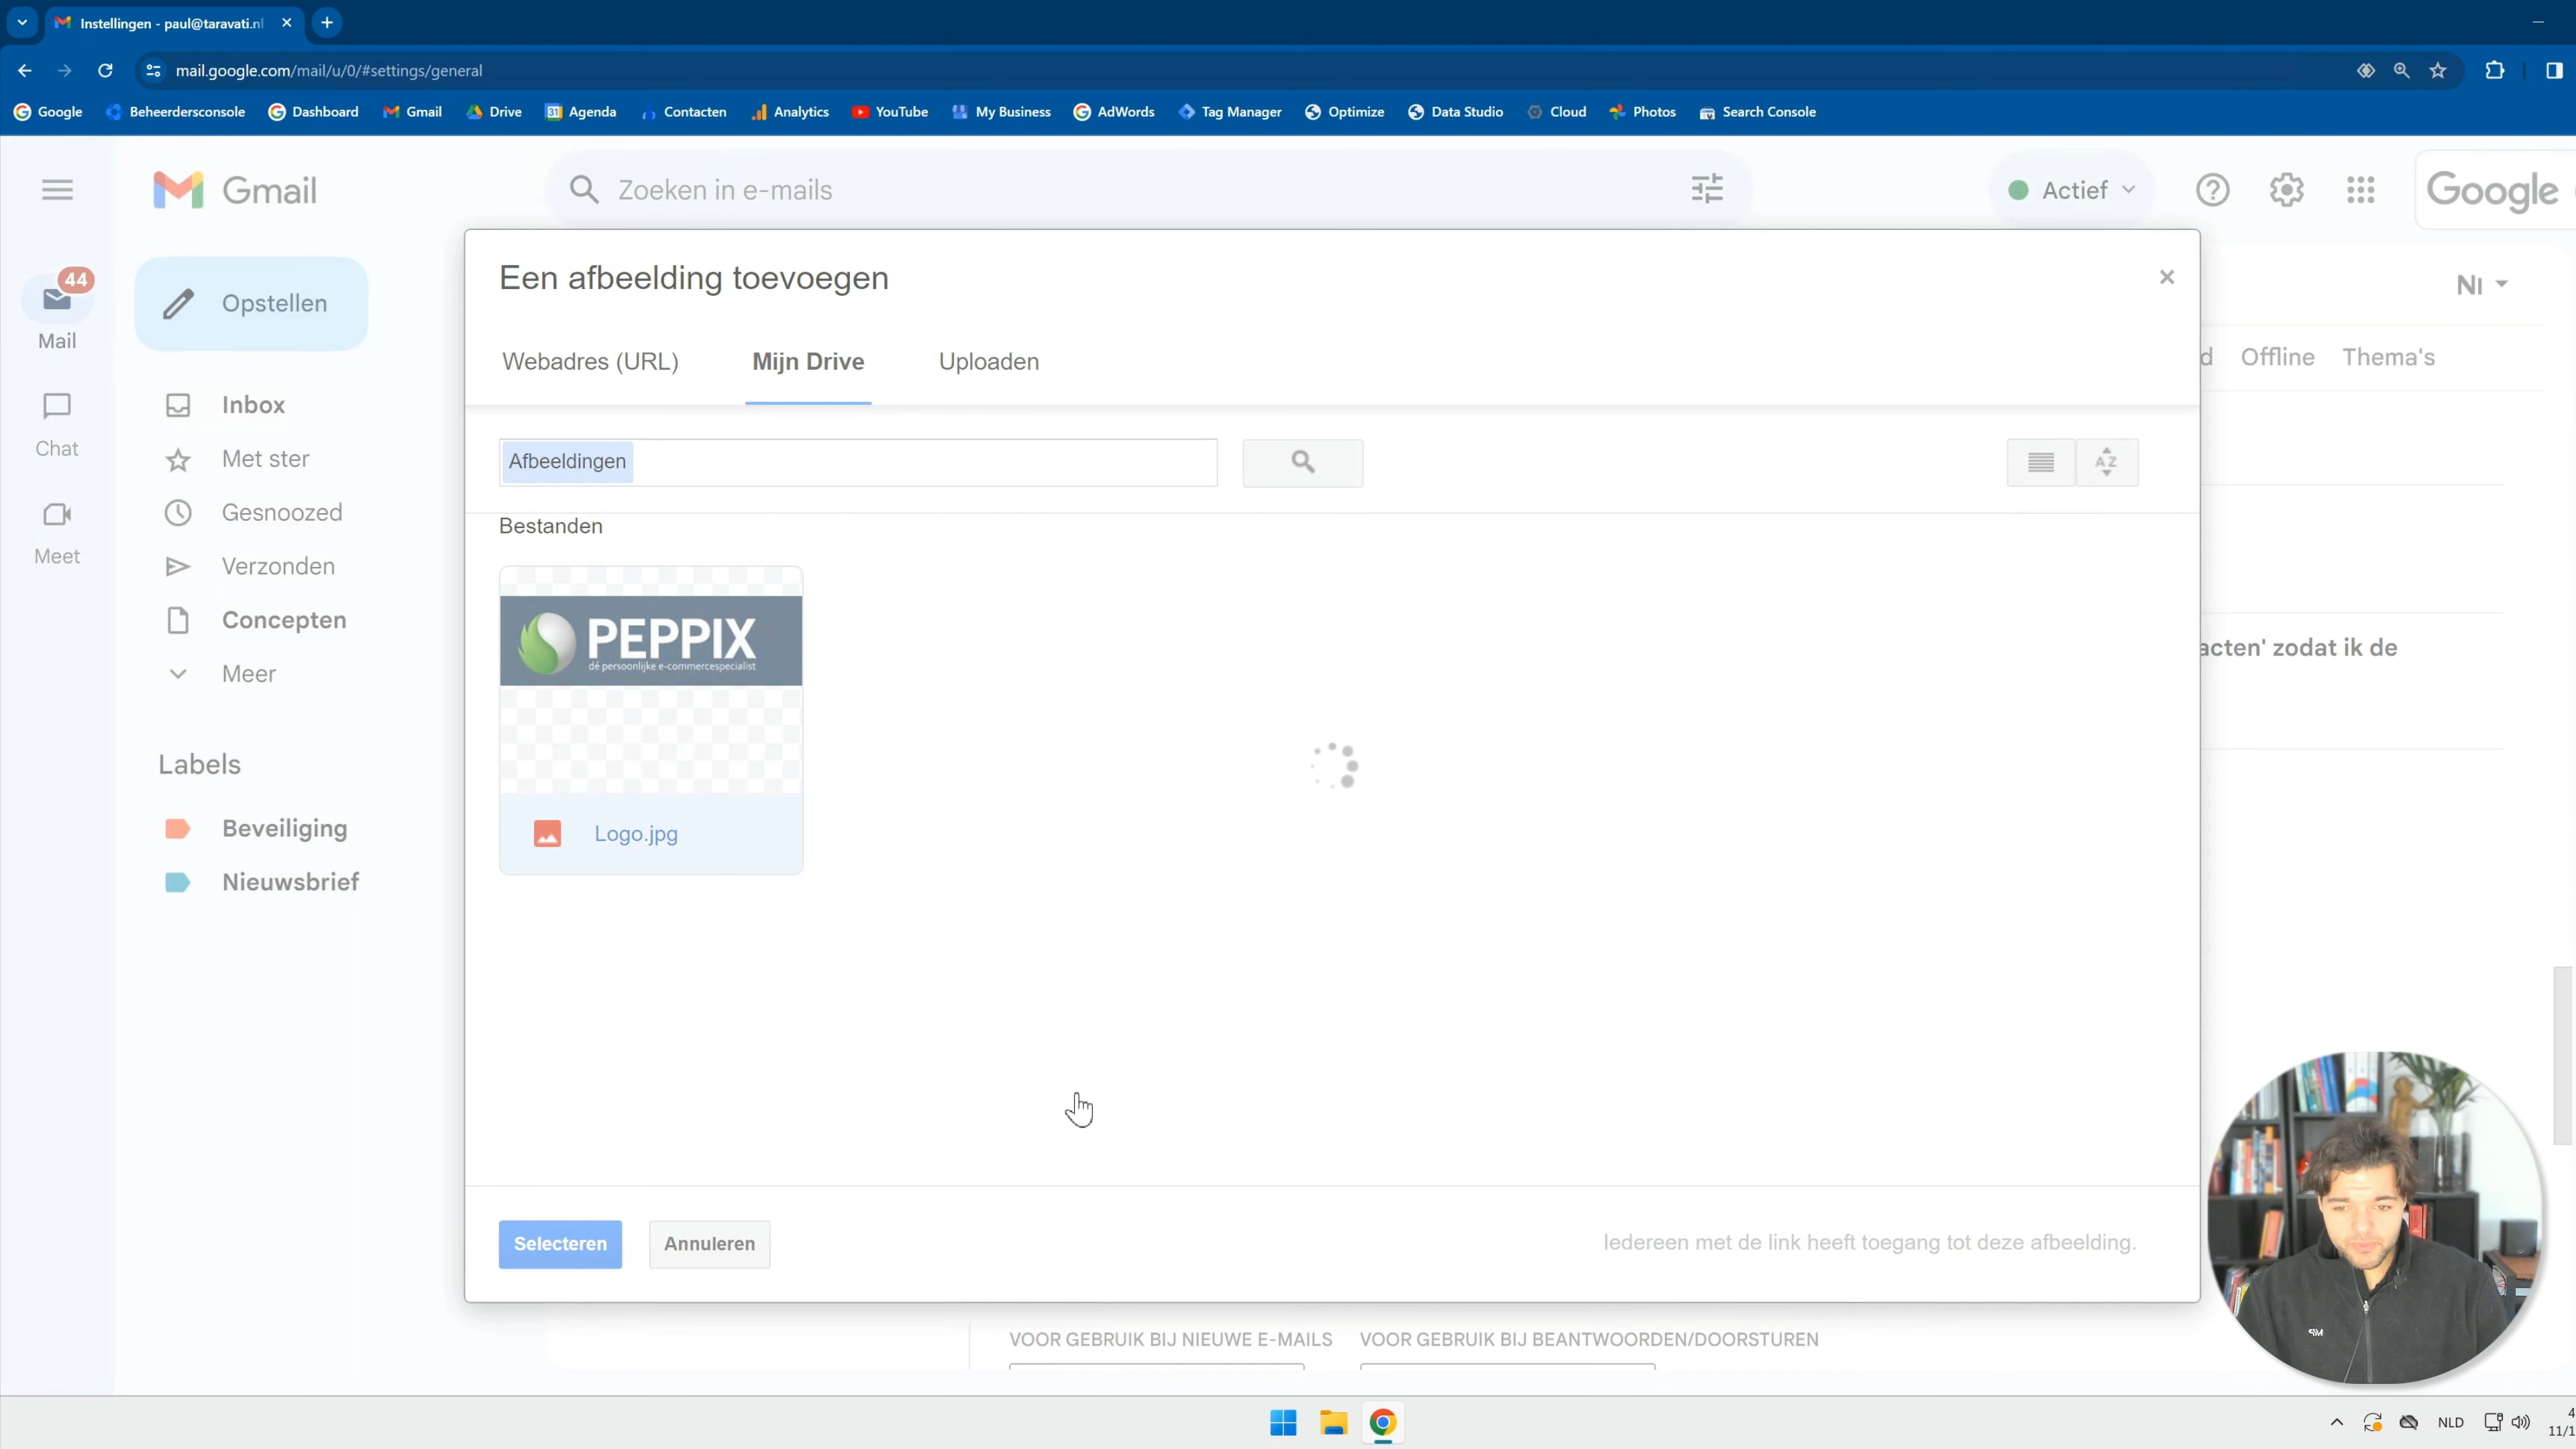 Instellingen - paul@taravati.nl
mail.google.com/mail/u/0/#settings/general
Google Beheerdersconsole Dashboard Gmail Drive Agenda Contacten Analytics YouTube My Business AdWords Tag Manager Optimize Data Studio Cloud Photos Search Console
Gmail
Zoeken in e-mails
Actief
Google
44
Mail
Chat
Meet
Opstellen
Inbox
Met ster
Gesnoozed
Verzonden
Concepten
Meer
Labels
Beveiliging
Nieuwsbrief
Een afbeelding toevoegen
Webadres (URL) Mijn Drive Uploaden
Afbeeldingen
AZ
Bestanden
PEPPIX
dé persoonlijke e-commercespecialist
Logo.jpg
Selecteren
Annuleren
Iedereen met de link heeft toegang tot deze afbeelding.
d Offline Thema's
acten' zodat ik de
VOOR GEBRUIK BIJ NIEUWE E-MAILS VOOR GEBRUIK BIJ BEANTWOORDEN/DOORSTUREN
NLD